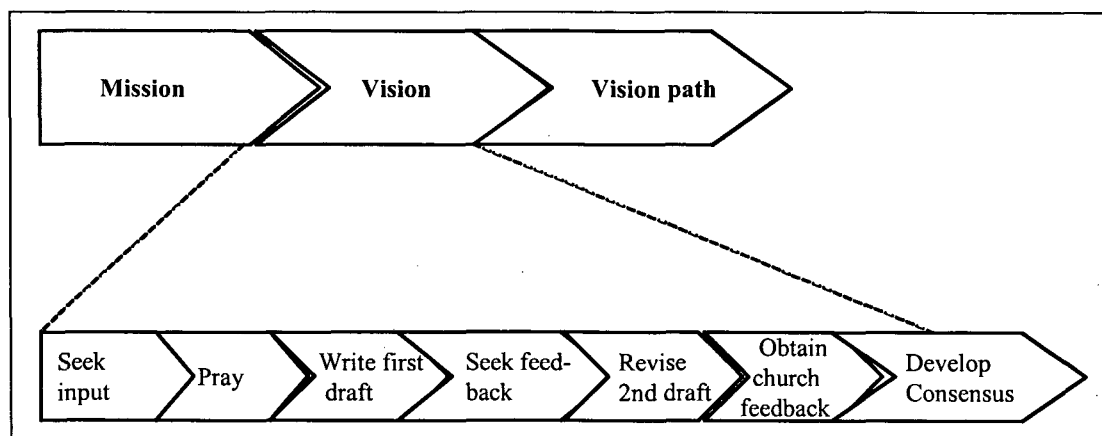 Mission
Vision
Vision path
Seek
input
Pray
Write first
draft
Seek feed-
back
Revise
2nd draft
Obtain
church
feedback
Develop
Consensus